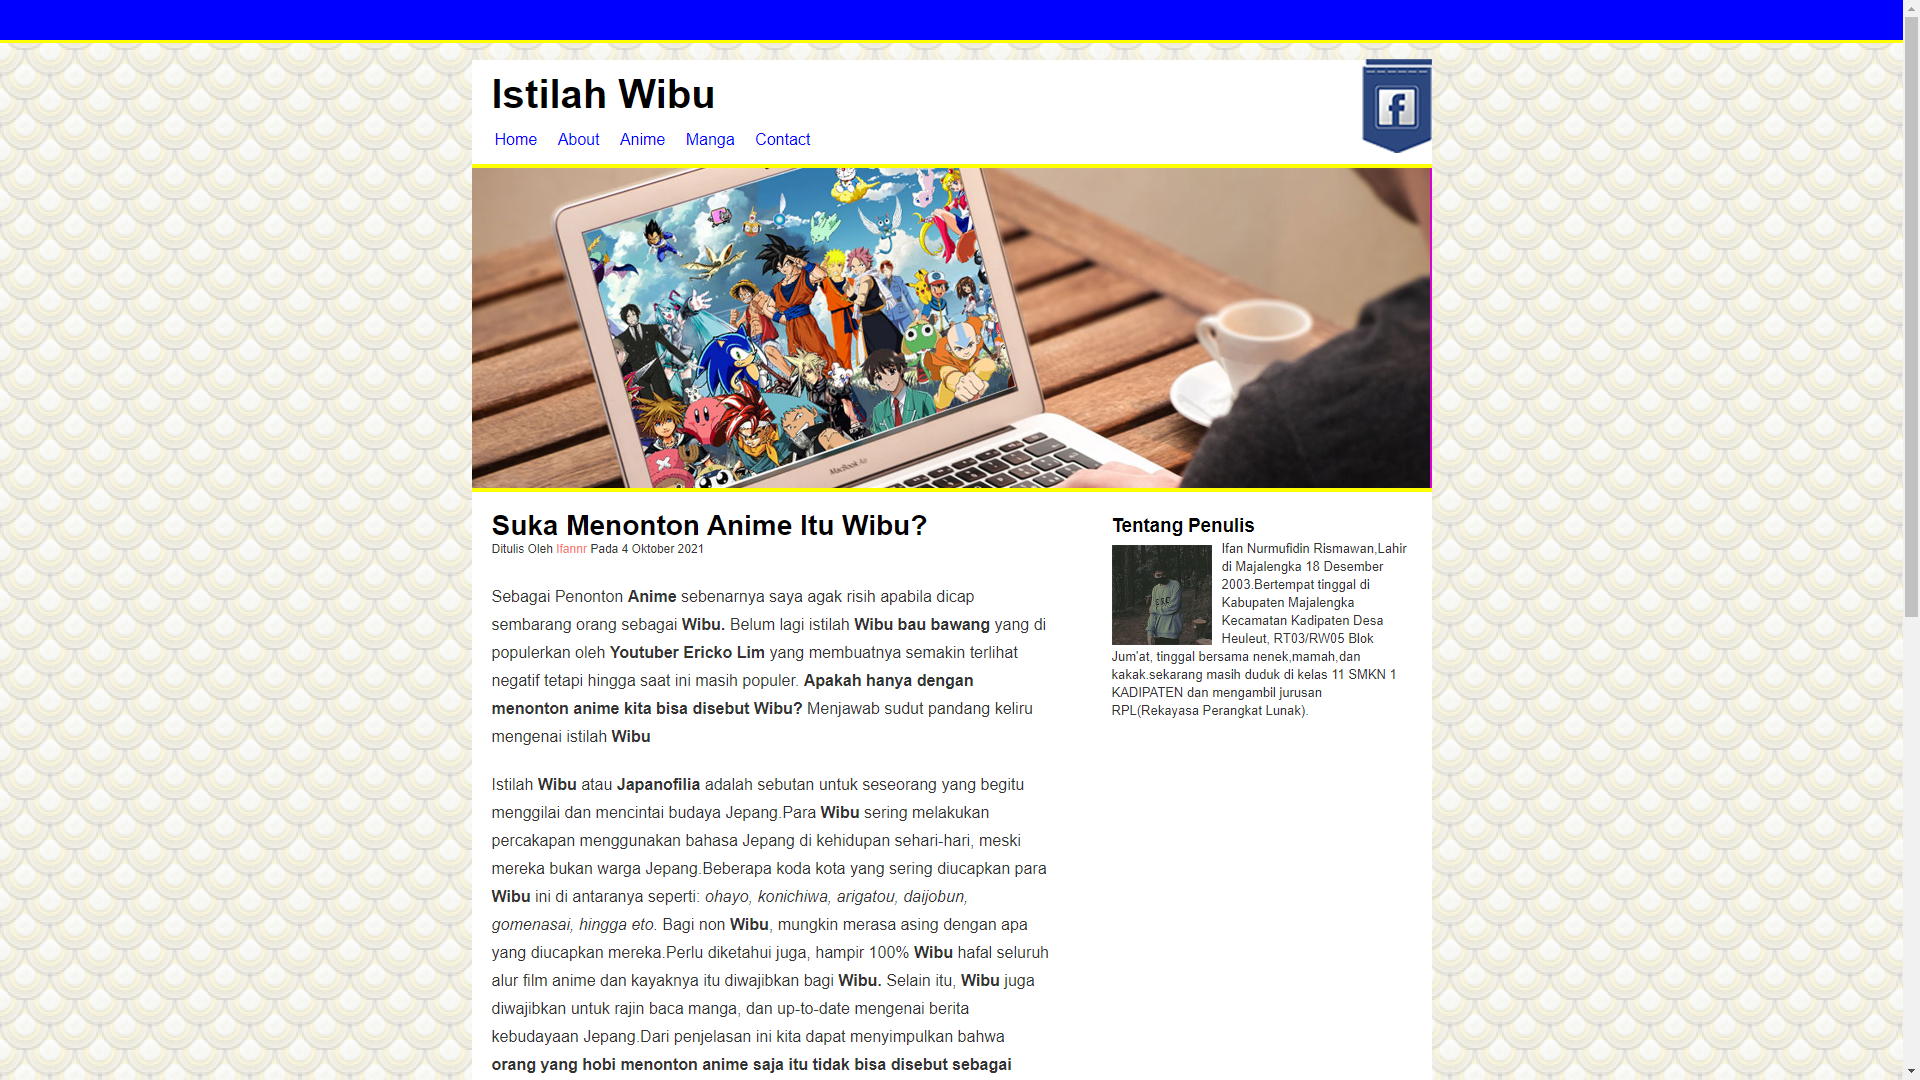 Istilah Wibu
Home About Anime Manga Contact
MacBook Air
Suka Menonton Anime Itu Wibu?
Ditulis Oleh Ifannr Pada 4 Oktober 2021
Sebagai Penonton Anime sebenarnya saya agak risih apabila dicap
sembarang orang sebagai Wibu. Belum lagi istilah Wibu bau bawang yang di
populerkan oleh Youtuber Ericko Lim yang membuatnya semakin terlihat
negatif tetapi hingga saat ini masih populer. Apakah hanya dengan
menonton anime kita bisa disebut Wibu? Menjawab sudut pandang keliru
mengenai istilah Wibu
Istilah Wibu atau Japanofilia adalah sebutan untuk seseorang yang begitu
menggilai dan mencintai budaya Jepang.Para Wibu sering melakukan
percakapan menggunakan bahasa Jepang di kehidupan sehari-hari, meski
mereka bukan warga Jepang.Beberapa koda kota yang sering diucapkan para
Wibu ini di antaranya seperti: ohayo, konichiwa, arigatou, daijobun,
gomenasai, hingga eto. Bagi non Wibu, mungkin merasa asing dengan apa
yang diucapkan mereka.Perlu diketahui juga, hampir 100% Wibu hafal seluruh
alur film anime dan kayaknya itu diwajibkan bagi Wibu. Selain itu, Wibu juga
diwajibkan untuk rajin baca manga, dan up-to-date mengenai berita
kebudayaan Jepang.Dari penjelasan ini kita dapat menyimpulkan bahwa
orang yang hobi menonton anime saja itu tidak bisa disebut sebagai
Tentang Penulis
Ifan Nurmufidin Rismawan,Lahir
di Majalengka 18 Desember
2003.Bertempat tinggal di
Kabupaten Majalengka
Kecamatan Kadipaten Desa
Heuleut, RT03/RW05 Blok
Jum'at, tinggal bersama nenek,mamah,dan
kakak.sekarang masih duduk di kelas 11 SMKN 1
KADIPATEN dan mengambil jurusan
RPL(Rekayasa Perangkat Lunak).